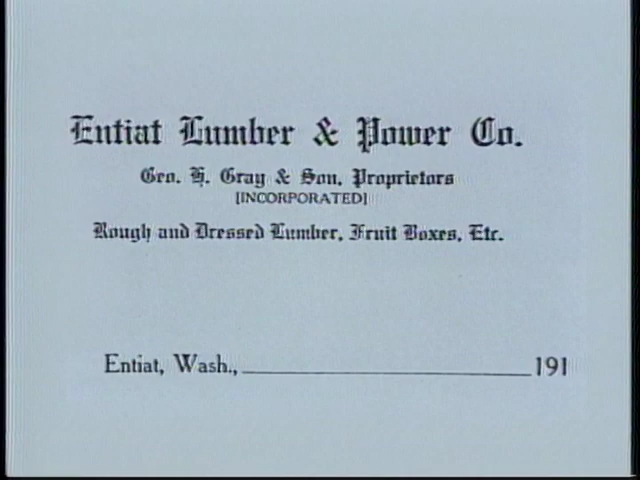 Entiat Lumber & Power Co.
Geo. H. Gray & Son, Proprietors
[INCORPORATED]
Rough and Dressed Lumber, Fruit Boxes, Etc.
Entiat, Wash., 191